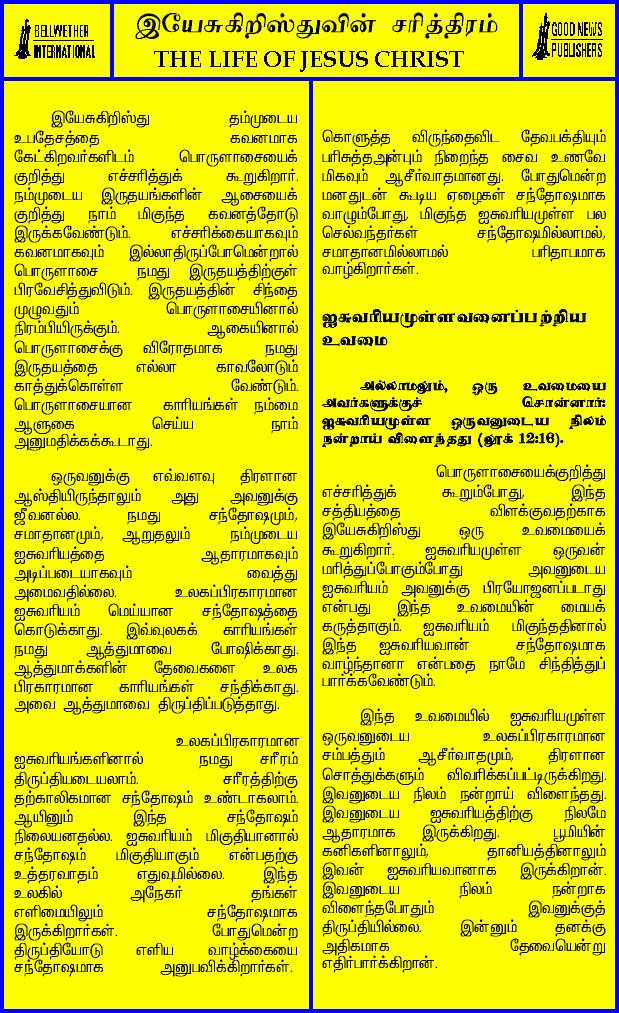 BELLWETHER
INTERNATIONAL
இயேசுகிறிஸ்துவின் சரித்திரம்
THE LIFE OF JESUS CHRIST
GOOD NEWS
PUBLISHERS
இயேசுகிறிஸ்து தம்முடைய
உபதேசத்தை கவனமாக
கேட்கிறவர்களிடம் பொருளாசையைக்
குறித்து எச்சரித்துக் கூறுகிறார்.
நம்முடைய இருதயங்களின் ஆசையைக்
குறித்து நாம் மிகுந்த கவனத்தோடு
இருக்கவேண்டும். எச்சரிக்கையாகவும்
கவனமாகவும் இல்லாதிருப்போமென்றால்
பொருளாசை நமது இருதயத்திற்குள்
பிரவேசித்துவிடும். இருதயத்தின் சிந்தை
முழுவதும் பொருளாசையினால்
நிரம்பியிருக்கும். ஆகையினால்
பொருளாசைக்கு விரோதமாக நமது
இருதயத்தை எல்லா காவலோடும்
காத்துக்கொள்ள வேண்டும்.
பொருளாசையான காரியங்கள் நம்மை
ஆளுகை செய்ய நாம்
அனுமதிக்கக்கூடாது.
ஒருவனுக்கு எவ்வளவு திரளான
ஆஸ்தியிருந்தாலும் அது அவனுக்கு
ஜீவனல்ல. நமது சந்தோஷமும்,
சமாதானமும், ஆறுதலும் நம்முடைய
ஐசுவரியத்தை ஆதாரமாகவும்
அடிப்படையாகவும் வைத்து
அமைவதில்லை. உலகப்பிரகாரமான
ஐசுவரியம் மெய்யான சந்தோஷத்தை
கொடுக்காது. இவ்வுலகக் காரியங்கள்
நமது ஆத்துமாவை போஷிக்காது.
ஆத்துமாக்களின் தேவைகளை உலக
பிரகாரமான காரியங்கள் சந்திக்காது.
அவை ஆத்துமாவை திருப்திப்படுத்தாது.
உலகப்பிரகாரமான
ஐசுவரியங்களினால் நமது சரீரம்
திருப்தியடையலாம். சரீரத்திற்கு
தற்காலிகமான சந்தோஷம் உண்டாகலாம்.
ஆயினும் இந்த சந்தோஷம்
நிலையானதல்ல. ஐசுவரியம் மிகுதியானால்
சந்தோஷம் மிகுதியாகும் என்பதற்கு
உத்தரவாதம் எதுவுமில்லை. இந்த
உலகில் அநேகர் தங்கள்
எளிமையிலும் சந்தோஷமாக
இருக்கிறார்கள். போதுமென்ற
திருப்தியோடு எளிய வாழ்க்கையை
சந்தோஷமாக அனுபவிக்கிறார்கள்.
கொளுத்த விருந்தைவிட தேவபக்தியும்
பரிசுத்தஅன்பும் நிறைந்த சைவ உணவே
மிகவும் ஆசீர்வாதமானது. போதுமென்ற
மனதுடன் கூடிய ஏழைகள் சந்தோஷமாக
வாழும்போது, மிகுந்த ஐசுவரியமுள்ள பல
செல்வந்தர்கள் சந்தோஷமில்லாமல்,
சமாதானமில்லாமல் பரிதாபமாக
வாழ்கிறார்கள்.
ஐசுவரியமுள்ளவனைப்பற்றிய
உவமை
அல்லாமலும், ஒரு உவமையை
அவர்களுக்குச் சொன்னார்:
ஐசுவரியமுள்ள ஒருவனுடைய நிலம்
நன்றாய் விளைந்தது (லூக் 12:16).
பொருளாசையைக்குறித்து
எச்சரித்துக் கூறும்போது, இந்த
சத்தியத்தை விளக்குவதற்காக
இயேசுகிறிஸ்து ஒரு உவமையைக்
கூறுகிறார். ஐசுவரியமுள்ள ஒருவன்
மரித்துப்போகும்போது அவனுடைய
ஐசுவரியம் அவனுக்கு பிரயோஜனப்படாது
என்பது இந்த உவமையின் மையக்
கருத்தாகும். ஐசுவரியம் மிகுந்ததினால்
இந்த ஐசுவரியவான் சந்தோஷமாக
வாழ்ந்தானா என்பதை நாமே சிந்தித்துப்
பார்க்கவேண்டும்.
இந்த உவமையில் ஐசுவரியமுள்ள
ஒருவனுடைய உலகப்பிரகாரமான
சம்பத்தும் ஆசீர்வாதமும், திரளான
சொத்துக்களும் விவரிக்கப்பட்டிருக்கிறது.
இவனுடைய நிலம் நன்றாய் விளைந்தது.
இவனுடைய ஐசுவரியத்திற்கு நிலமே
ஆதாரமாக இருக்கிறது. பூமியின்
கனிகளினாலும், தானியத்தினாலும்
இவன் ஐசுவரியவானாக இருக்கிறான்.
இவனுடைய நிலம் நன்றாக
விளைந்தபோதும் இவனுக்குத்
திருப்தியில்லை. இன்னும் தனக்கு
அதிகமாக தேவையென்று
எதிர்பார்க்கிறான்.